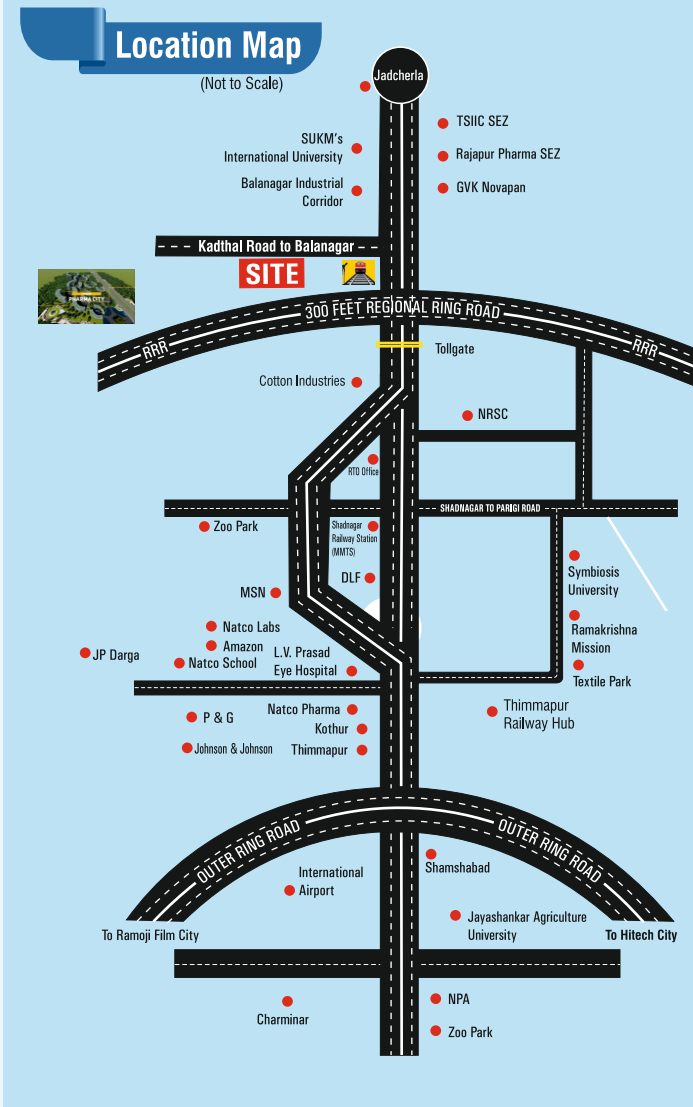 Location Map
(Not to Scale)
Jadcherla
TSIIC SEZ
SUKM's
International University
Rajapur Pharma SEZ
Balanagar Industrial
Corridor
GVK Novapan
Kadthal Road to Balanagar
SITE
PHARMA CITY
300 FEET REGIONAL RING ROAD
RRR
RRR
Tollgate
Cotton Industries
NRSC
RTO Office
SHADNAGAR TO PARIGI ROAD
Zoo Park
Shadnagar
Railway Station
(MMTS)
DLF
Symbiosis
University
MSN
Natco Labs
Amazon
Natco School
JP Darga
L.V. Prasad
Eye Hospital
Ramakrishna
Mission
Textile Park
P & G
Natco Pharma
Kothur
Thimmapur
Johnson & Johnson
Thimmapur
Railway Hub
OUTER RING ROAD
OUTER RING ROAD
International
Airport
Shamshabad
Jayashankar Agriculture
University
To Ramoji Film City
To Hitech City
Charminar
NPA
Zoo Park